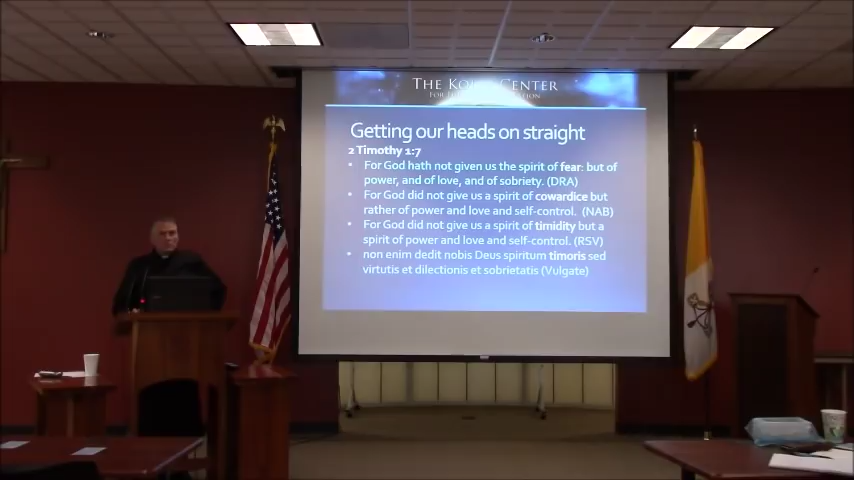 THE CENTER
FOR
Getting our heads on straight
2 Timothy 1:7
• For God hath not given us the spirit of fear: but of
power, and of love, and of sobriety. (DRA)
• For God did not give us a spirit of cowardice but
rather of power and love and self-control. (NAB)
• For God did not give us a spirit of timidity but a
spirit of power and love and self-control. (RSV)
• non enim dedit nobis Deus spiritum timoris sed
virtutis et dilectionis et sobrietatis (Vulgate)